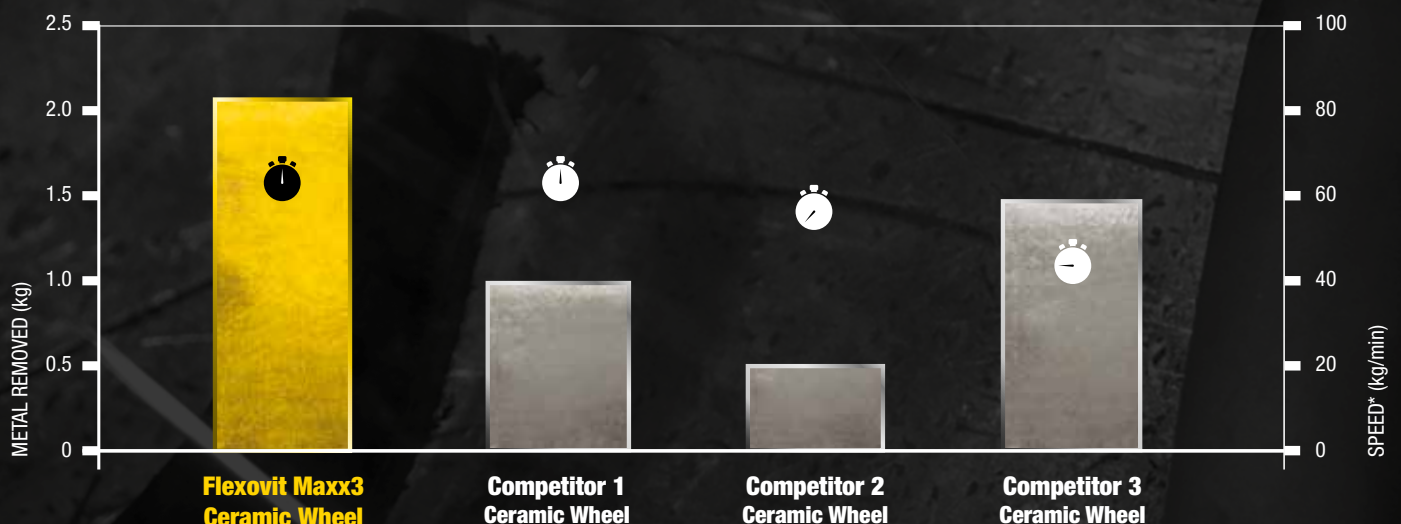 2.5
2.0
1.5
1.0
0.5
0
METAL REMOVED (kg)
100
80
60
40
20
0
SPEED* (kg/min)
Flexovit Maxx3
Ceramic Wheel
Competitor 1
Ceramic Wheel
Competitor 2
Ceramic Wheel
Competitor 3
Ceramic Wheel